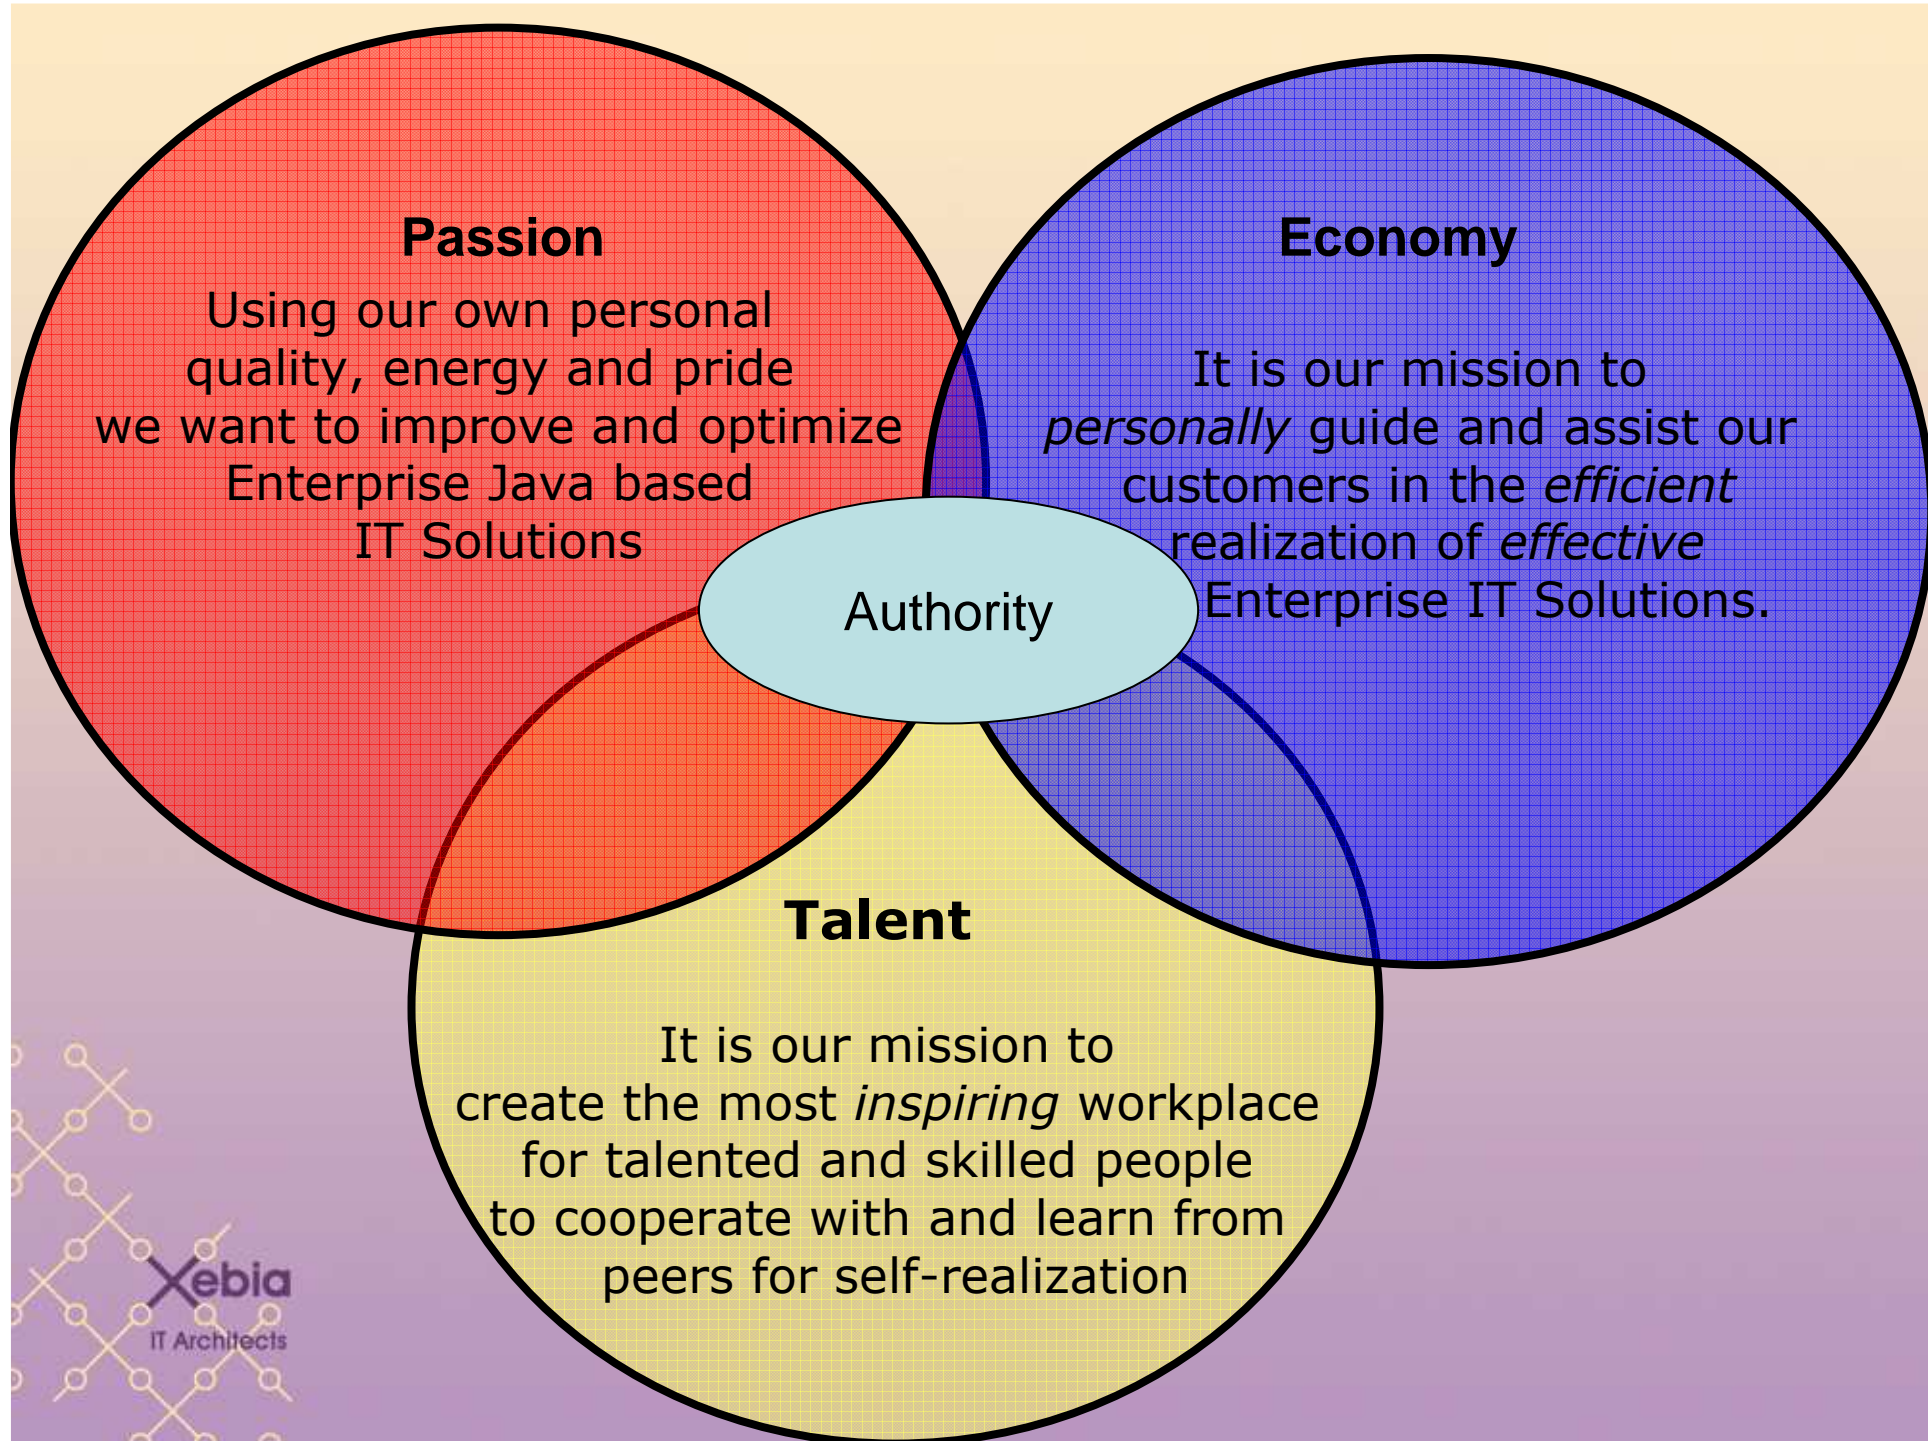 Passion
Using our own personal
quality, energy and pride
we want to improve and optimize
Enterprise Java based
IT Solutions
Economy
It is our mission to
personally guide and assist our
customers in the efficient
realization of effective
Enterprise IT Solutions.
Authority
Talent
It is our mission to
create the most inspiring workplace
for talented and skilled people
to cooperate with and learn from
peers for self-realization
Xebia
IT Architects